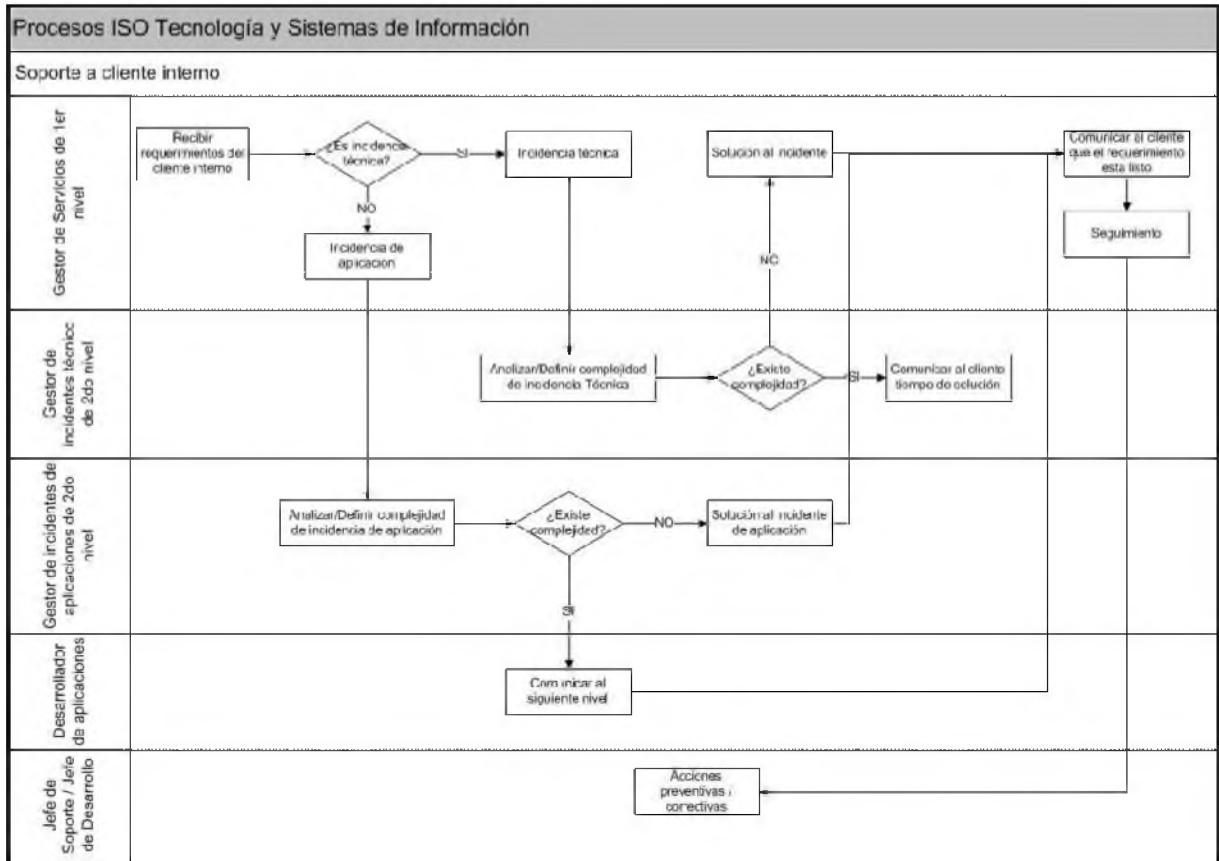 Procesos ISO Tecnología y Sistemas de Información
Soporte a cliente interno
Gestor de Servicios de 1er
nivel
Recibir
requerimientos del
cliente interno
¿Es incidencia
técnica?
SI
Incidencia técnica
NO
Incidencia de
aplicación
Solución al incidente
NO
Comunicar al cliente
que el requerimiento
esta listo
Seguimiento
Gestor de
incidentes técnico
de 2do nivel
Analizar/Definir complejidad
de incidencia Técnica
¿Existe
complejidad?
SI
Comunicar al cliente
tiempo de solución
Gestor de incidentes de
aplicaciones de 2do
nivel
Analizar/Definir complejidad
de incidencia de aplicación
¿Existe
complejidad?
NO
Solución al incidente
de aplicación
SI
Desarrollador
de aplicaciones
Comunicar al
siguiente nivel
Jefe de
Soporte / Jefe
de Desarrollo
Acciones
preventivas /
correctivas